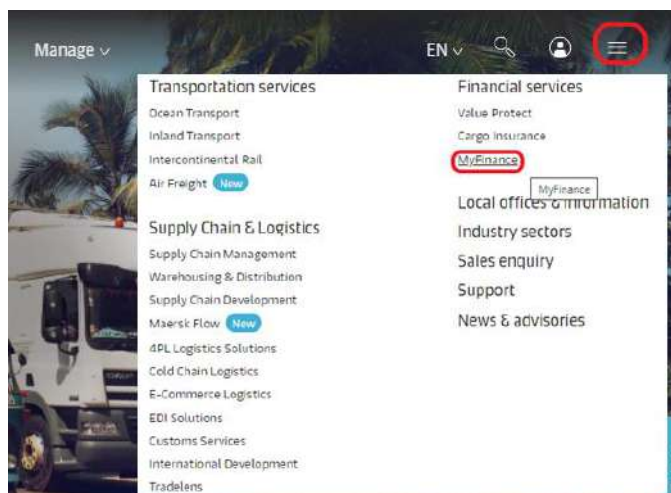 Manage
EN
Transportation services
Ocean Transport
Inland Transport
Intercontinental Rail
Air Freight New
Supply Chain & Logistics
Supply Chain Management
Warehousing & Distribution
Supply Chain Development
Maersk Flow New
4PL Logistics Solutions
Cold Chain Logistics
E-Commerce Logistics
EDI Solutions
Customs Services
International Development
Tradelens
Financial services
Value Protect
Cargo Insurance
MyFinance
MyFinance
Local offices & information
Industry sectors
Sales enquiry
Support
News & advisories